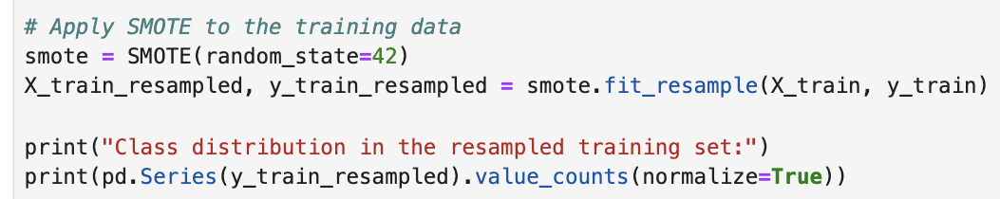 # Apply SMOTE to the training data
smote = SMOTE(random_state=42)
X_train_resampled, y_train_resampled = smote.fit_resample(X_train, y_train)
print("Class distribution in the resampled training set:")
print(pd.Series(y_train_resampled).value_counts(normalize=True))